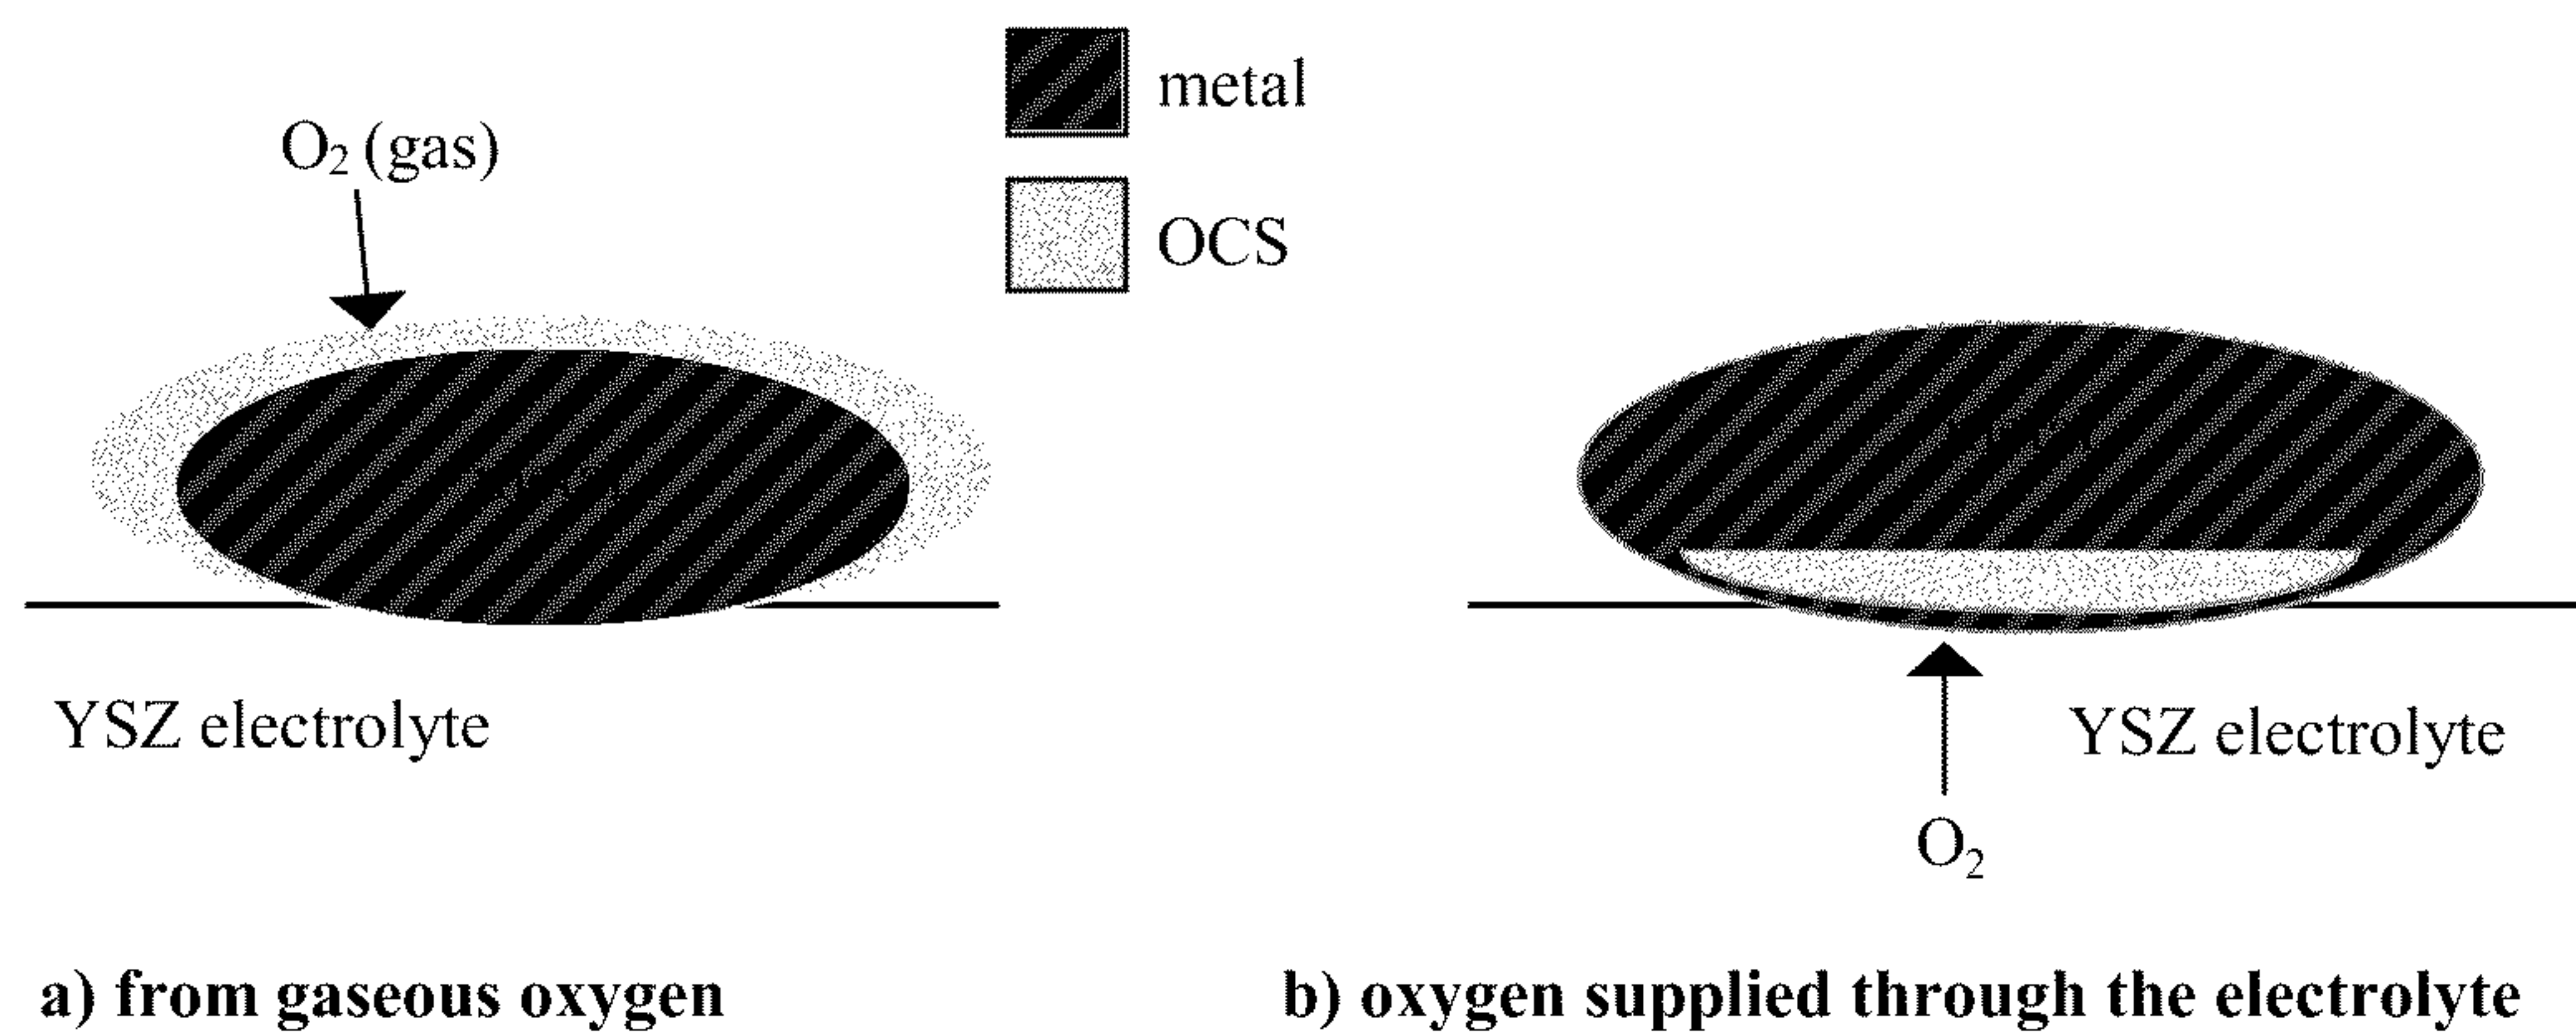 metal
O₂ (gas)
OCS
YSZ electrolyte
YSZ electrolyte
O₂
a) from gaseous oxygen
b) oxygen supplied through the electrolyte